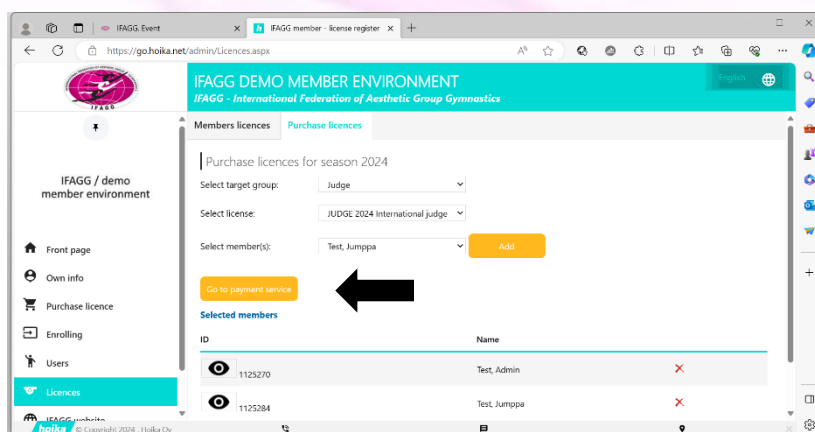 IFAGG. Event
IFAGG member - license register
https://go.hoika.net/admin/Licences.aspx
IFAGG
IFAGG DEMO MEMBER ENVIRONMENT
IFAGG - International Federation of Aesthetic Group Gymnastics
English
Members licences
Purchase licences
IFAGG / demo
member environment
Front page
Own info
Purchase licence
Enrolling
Users
Licences
IFAGG website
Purchase licences for season 2024
Select target group:
Judge
Select license:
JUDGE 2024 International judge
Select member(s):
Test, Jumppa
Add
Go to payment service
Selected members
ID
Name
1125270
Test, Admin
1125284
Test, Jumppa
hoika
© Copyright 2024 . Hoika Oy